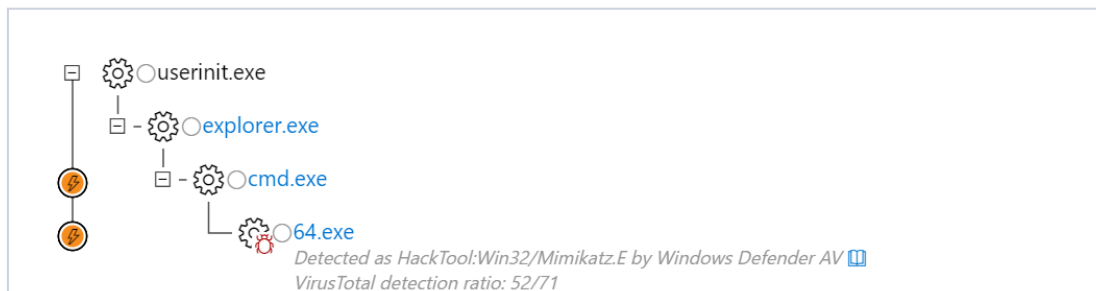 userinit.exe
explorer.exe
cmd.exe
64.exe
Detected as HackTool:Win32/Mimikatz.E by Windows Defender AV
VirusTotal detection ratio: 52/71